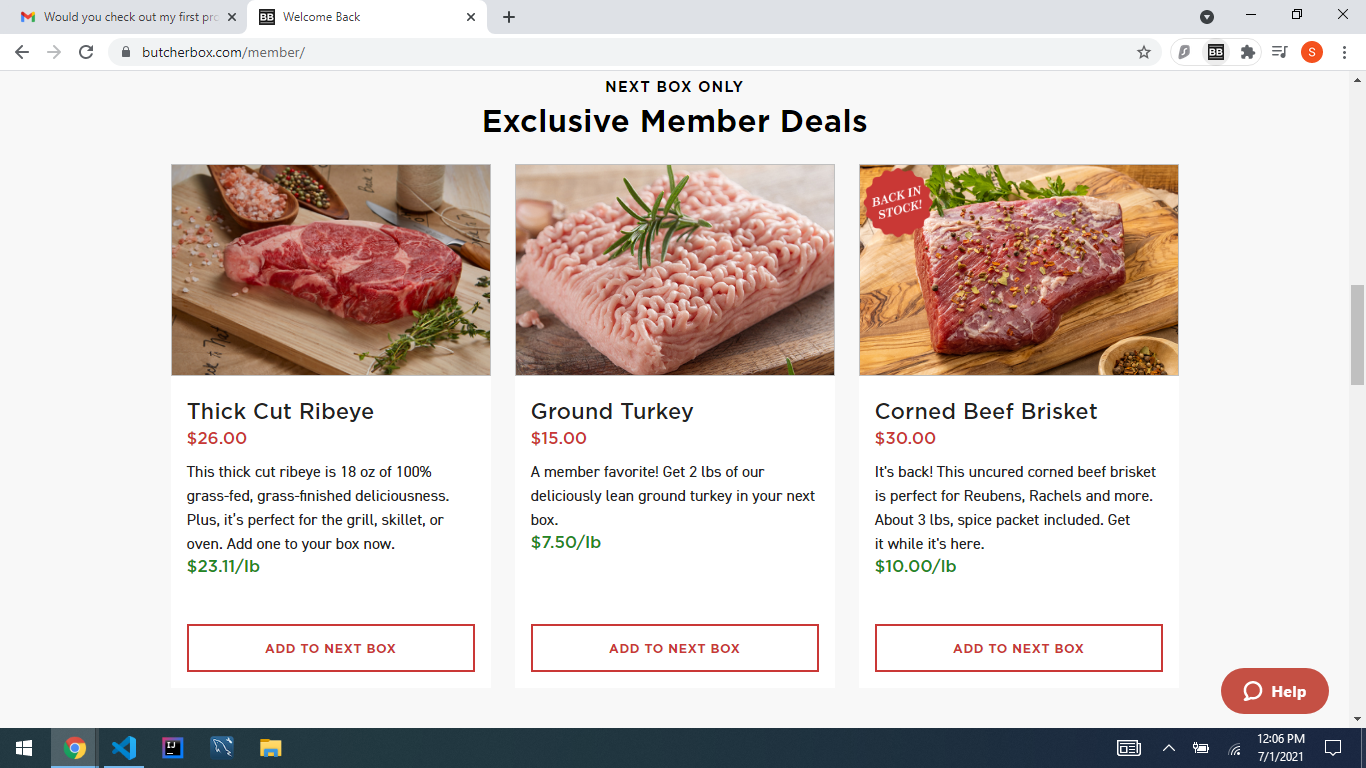 Would you check out my first pro
BB
Welcome Back
butcherbox.com/member/
BB
S
NEXT BOX ONLY
Exclusive Member Deals
BACK IN
STOCK!
Thick Cut Ribeye
$26.00
This thick cut ribeye is 18 oz of 100%
grass-fed, grass-finished deliciousness.
Plus, it's perfect for the grill, skillet, or
oven. Add one to your box now.
$23.11/lb
ADD TO NEXT BOX
Ground Turkey
$15.00
A member favorite! Get 2 lbs of our
deliciously lean ground turkey in your next
box.
$7.50/lb
ADD TO NEXT BOX
Corned Beef Brisket
$30.00
It's back! This uncured corned beef brisket
is perfect for Reubens, Rachels and more.
About 3 lbs, spice packet included. Get
it while it's here.
$10.00/lb
ADD TO NEXT BOX
Help
IJ
12:06 PM
7/1/2021